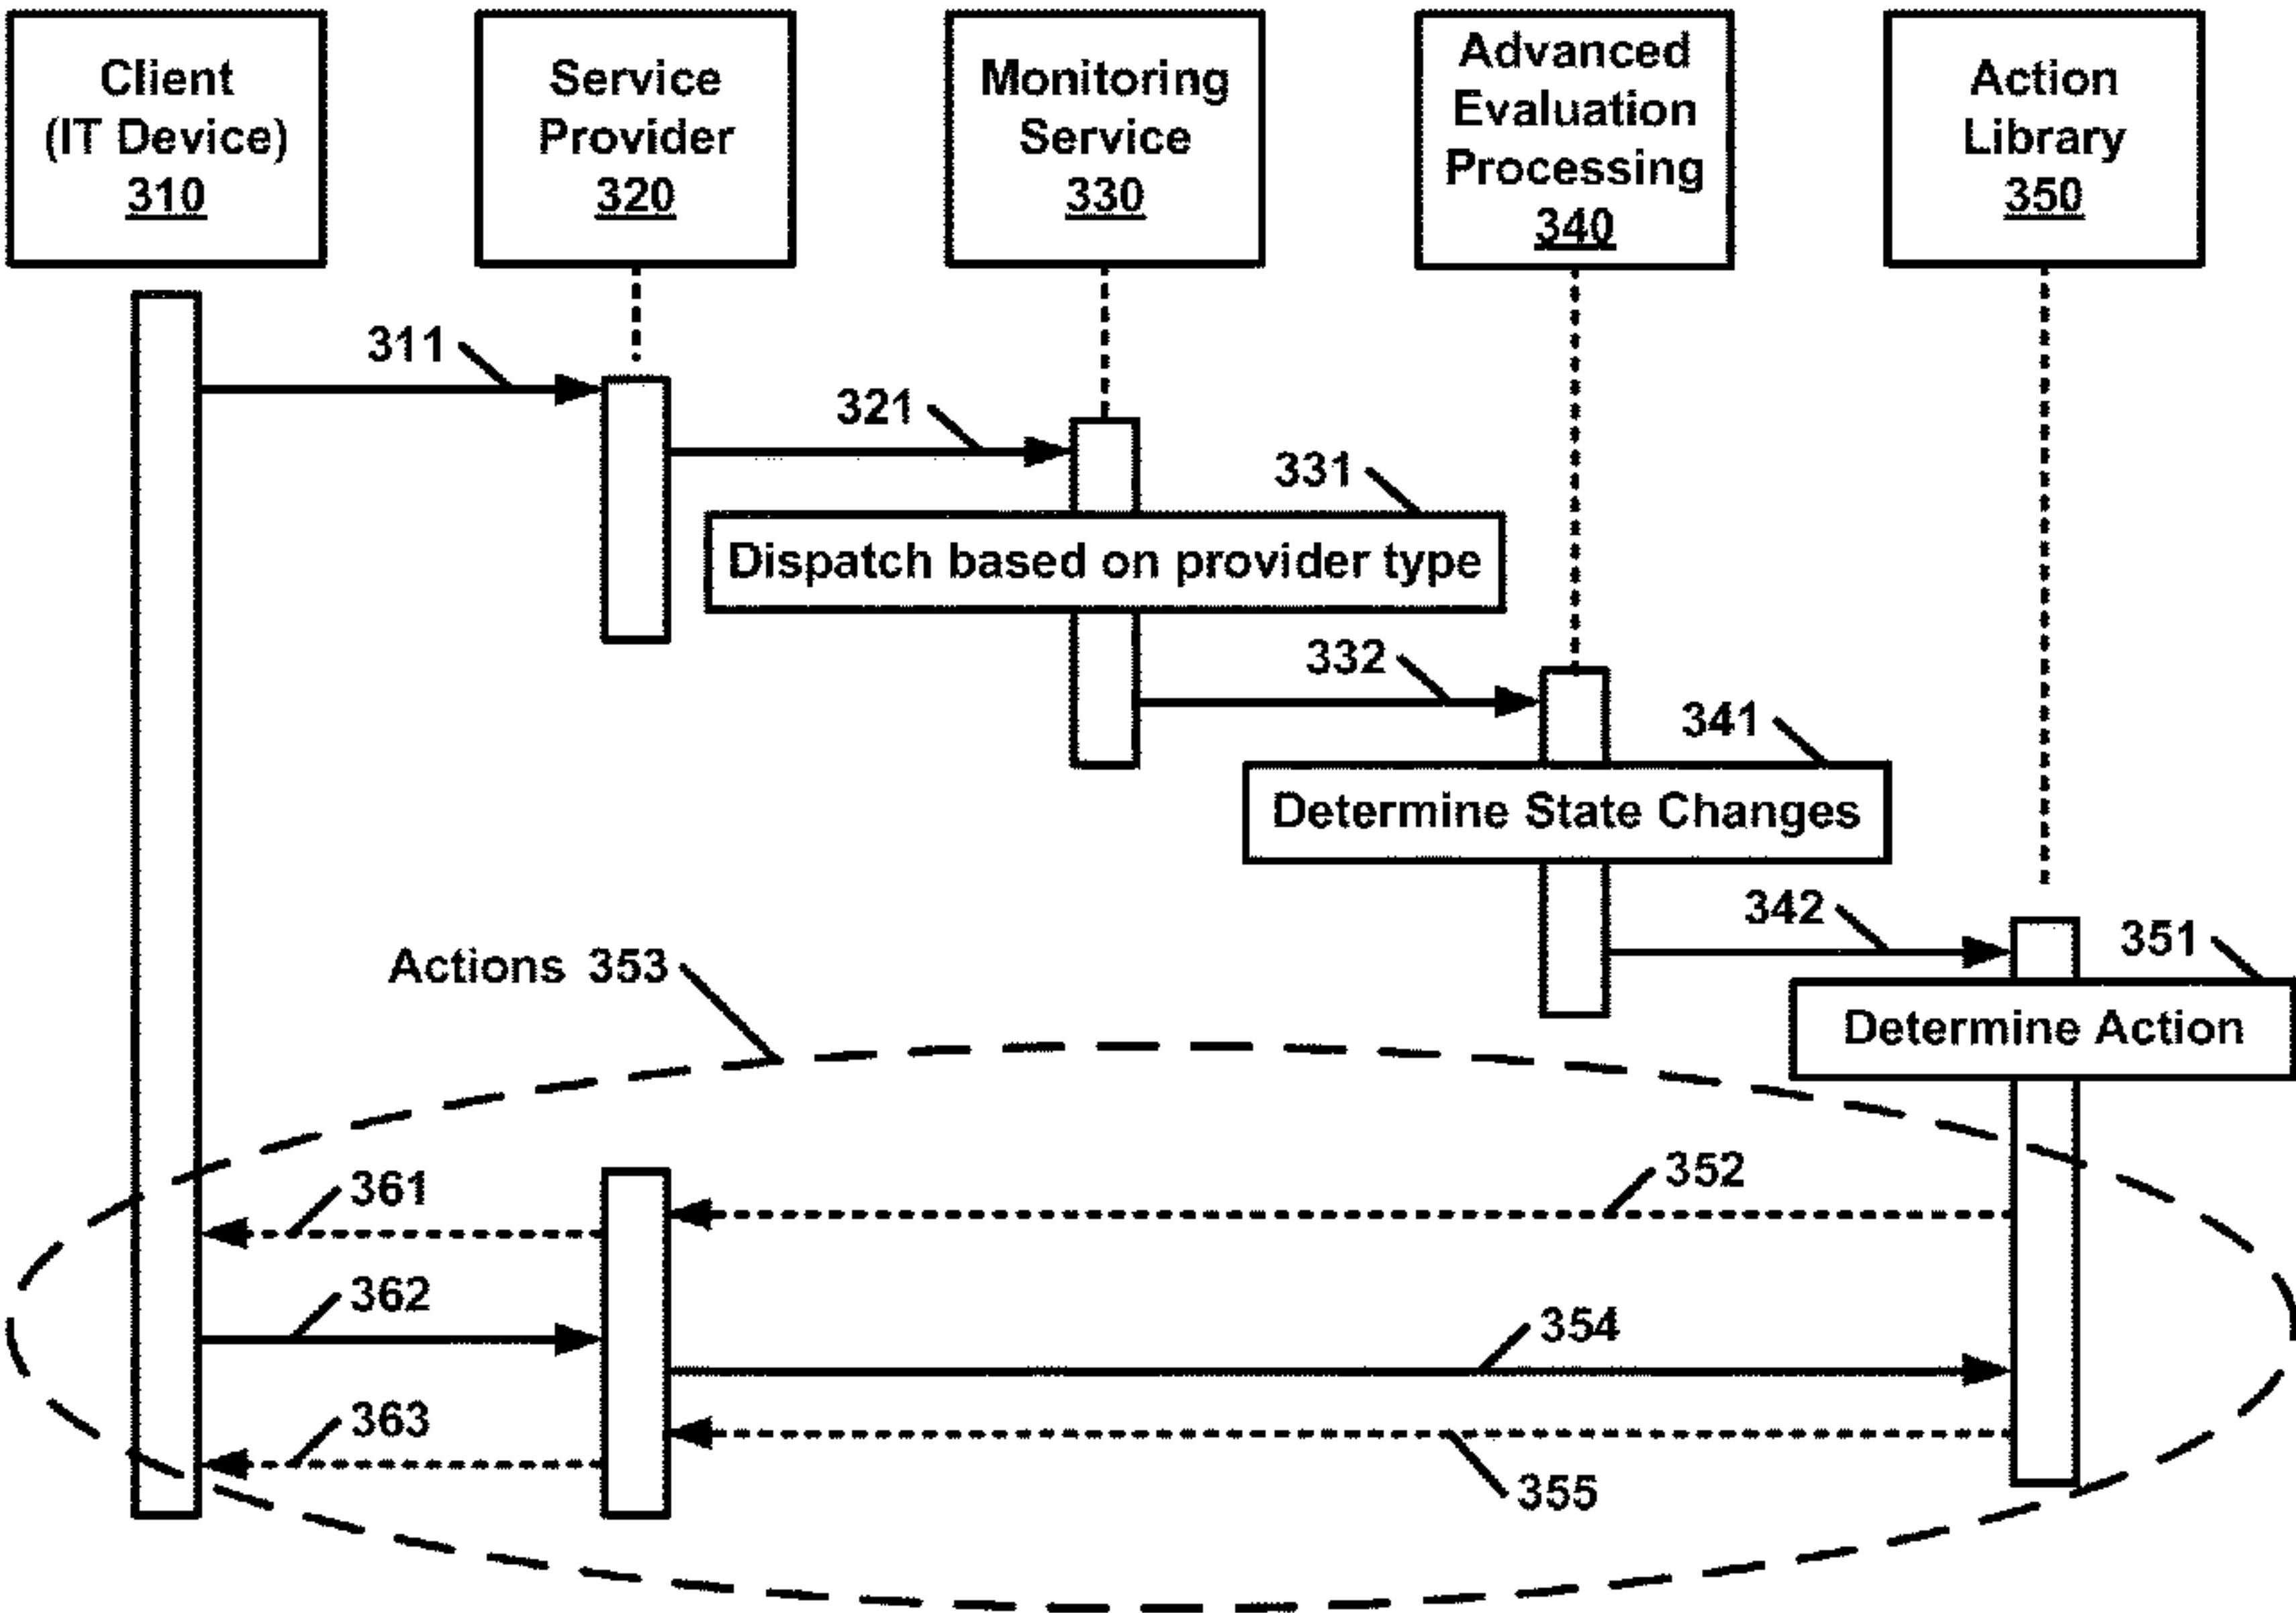 Client
(IT Device)
310
Service
Provider
320
Monitoring
Service
330
Advanced
Evaluation
Processing
340
Action
Library
350
311
321
331
Dispatch based on provider type
332
341
Determine State Changes
342
351
Actions 353
Determine Action
352
361
362
354
363
355